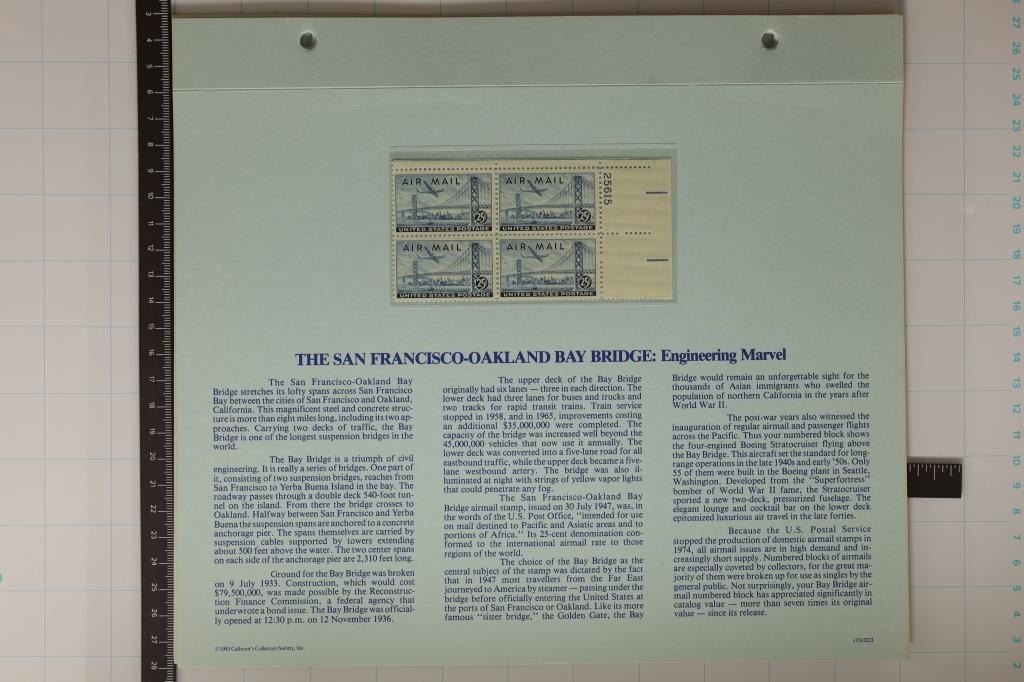 AIR MAIL
25¢
UNITED STATES POSTAGE
AIR MAIL
25¢
UNITED STATES POSTAGE
25615
AIR MAIL
25¢
UNITED STATES POSTAGE
AIR MAIL
25¢
UNITED STATES POSTAGE
THE SAN FRANCISCO-OAKLAND BAY BRIDGE: Engineering Marvel
The San Francisco-Oakland Bay
Bridge stretches its lofty spans across San Francisco
Bay between the cities of San Francisco and Oakland,
California. This magnificent steel and concrete struc-
ture is more than eight miles long, including its two ap-
proaches. Carrying two decks of traffic, the Bay
Bridge is one of the longest suspension bridges in the
world.
The Bay Bridge is a triumph of civil
engineering. It is really a series of bridges. One part of
it, consisting of two suspension bridges, reaches from
San Francisco to Yerba Buena Island in the bay. The
roadway passes through a double deck 540-foot tun-
nel on the island. From there the bridge crosses to
Oakland. Halfway between San Francisco and Yerba
Buena the suspension spans are anchored to a concrete
anchorage pier. The spans themselves are carried by
suspension cables supported by towers extending
about 500 feet above the water. The two center spans
on each side of the anchorage pier are 2,310 feet long.
Ground for the Bay Bridge was broken
on 9 July 1933. Construction, which would cost
$79,500,000, was made possible by the Reconstruc-
tion Finance Commission, a federal agency that
underwrote a bond issue. The Bay Bridge was official-
ly opened at 12:30 p.m. on 12 November 1936.
The upper deck of the Bay Bridge
originally had six lanes — three in each direction. The
lower deck had three lanes for buses and trucks and
two tracks for rapid transit trains. Train service
stopped in 1958, and in 1965, improvements costing
an additional $35,000,000 were completed. The
capacity of the bridge was increased well beyond the
45,000,000 vehicles that now use it annually. The
lower deck was converted into a five-lane road for all
eastbound traffic, while the upper deck became a five-
lane westbound artery. The bridge was also il-
luminated at night with strings of yellow vapor lights
that could penetrate any fog.
The San Francisco-Oakland Bay
Bridge airmail stamp, issued on 30 July 1947, was, in
the words of the U.S. Post Office, "intended for use
on mail destined to Pacific and Asiatic areas and to
portions of Africa." Its 25-cent denomination con-
formed to the international airmail rate to those
regions of the world.
The choice of the Bay Bridge as the
central subject of the stamp was dictated by the fact
that in 1947 most travellers from the Far East
journeyed to America by steamer — passing under the
bridge before officially entering the United States at
the ports of San Francisco or Oakland. Like its more
famous "sister bridge," the Golden Gate, the Bay
Bridge would remain an unforgettable sight for the
thousands of Asian immigrants who swelled the
population of northern California in the years after
World War II.
The post-war years also witnessed the
inauguration of regular airmail and passenger flights
across the Pacific. Thus your numbered block shows
the four-engined Boeing Stratocruiser flying above
the Bay Bridge. This aircraft set the standard for long-
range operations in the late 1940s and early '50s. Only
55 of them were built in the Boeing plant in Seattle,
Washington. Developed from the "Superfortress"
bomber of World War II fame, the Stratocruiser
sported a new two-deck, pressurized fuselage. The
elegant lounge and cocktail bar on the lower deck
epitomized luxurious air travel in the late forties.
Because the U.S. Postal Service
stopped the production of domestic airmail stamps in
1974, all airmail issues are in high demand and in-
creasingly short supply. Numbered blocks of airmails
are especially coveted by collectors, for the great ma-
jority of them were broken up for use as singles by the
general public. Not surprisingly, your Bay Bridge air-
mail numbered block has appreciated significantly in
catalog value — more than seven times its original
value — since its release.
©1983 Calhoun's Collectors Society, Inc.